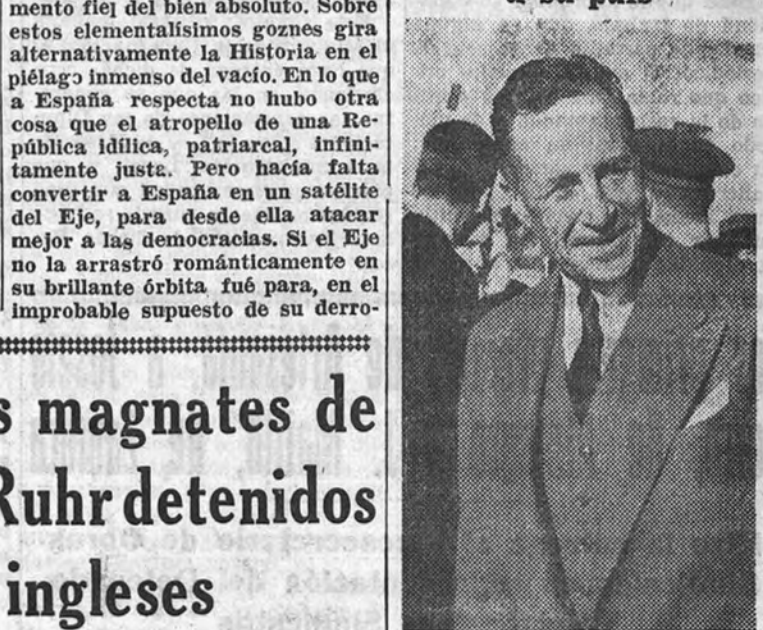 mento fiel del bien absoluto. Sobre
estos elementalísimos goznes gira
alternativamente la Historia en el
piélago inmenso del vacío. En lo que
a España respecta no hubo otra
cosa que el atropello de una Re-
pública idílica, patriarcal, infini-
tamente justa. Pero hacía falta
convertir a España en un satélite
del Eje, para desde ella atacar
mejor a las democracias. Si el Eje
no la arrastró románticamente en
su brillante órbita fué para, en el
improbable supuesto de su derro-
s magnates de
Ruhr detenidos
ingleses
a su país